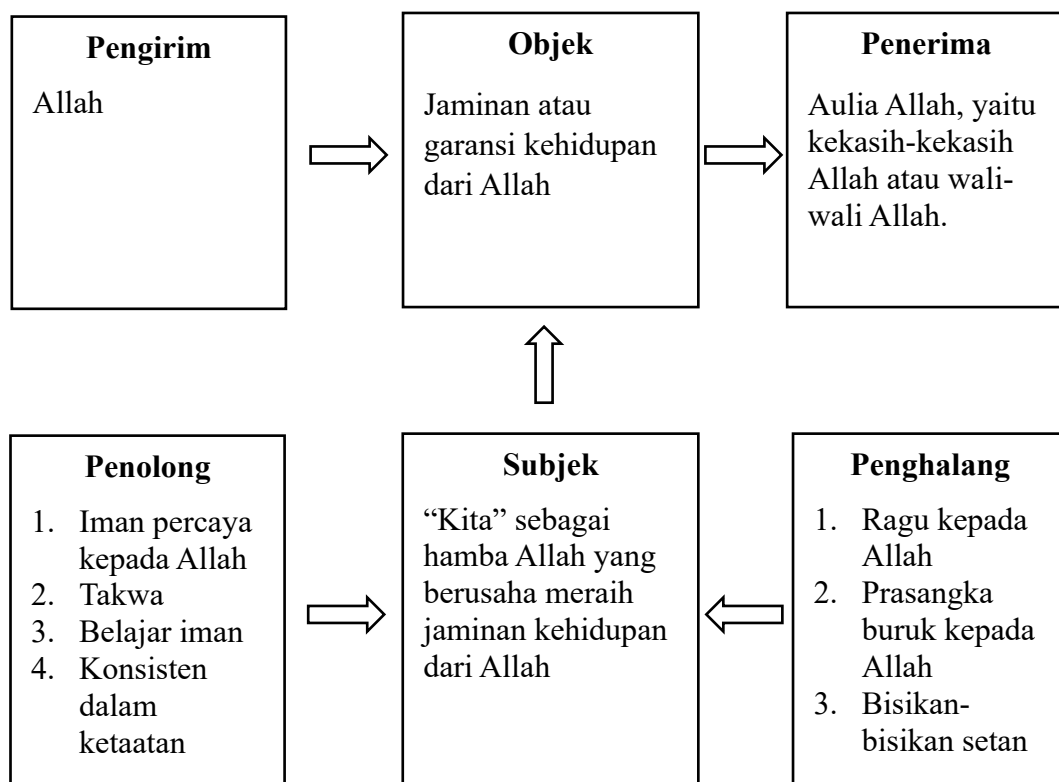 Pengirim
Allah
Objek
Jaminan atau
garansi kehidupan
dari Allah
Penerima
Aulia Allah, yaitu
kekasih-kekasih
Allah atau wali-
wali Allah.
Penolong
1. Iman percaya
kepada Allah
2. Takwa
3. Belajar iman
4. Konsisten
dalam
ketaatan
Subjek
“Kita” sebagai
hamba Allah yang
berusaha meraih
jaminan kehidupan
dari Allah
Penghalang
1. Ragu kepada
Allah
2. Prasangka
buruk kepada
Allah
3. Bisikan-
bisikan setan